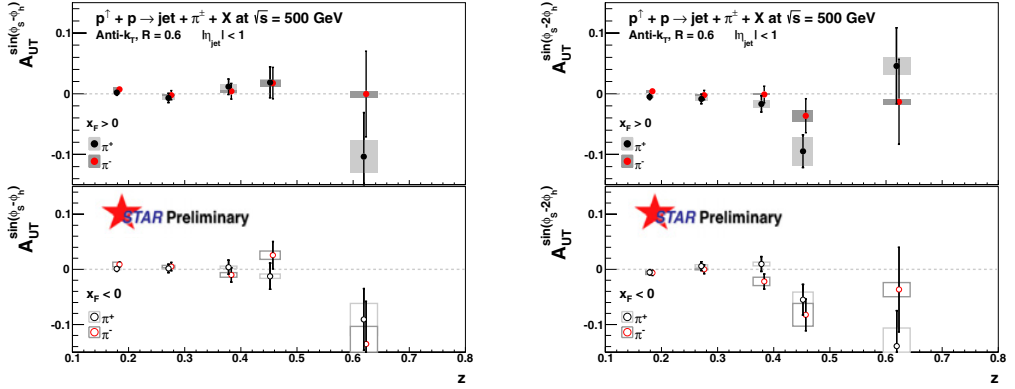 p↑ + p → jet + π± + X at √s = 500 GeV
Anti-kT, R = 0.6 |ηjet| < 1
AUT sin(ϕS-ϕh)
0.1
0
-0.1
xF > 0
π+
π-
AUT sin(ϕS-ϕh)
0.1
0
-0.1
STAR Preliminary
xF < 0
π+
π-
0.1 0.2 0.3 0.4 0.5 0.6 0.7 0.8
z
p↑ + p → jet + π± + X at √s = 500 GeV
Anti-kT, R = 0.6 |ηjet| < 1
AUT sin(ϕS-2ϕh)
0.1
0
-0.1
xF > 0
π+
π-
AUT sin(ϕS-2ϕh)
0.1
0
-0.1
STAR Preliminary
xF < 0
π+
π-
0.1 0.2 0.3 0.4 0.5 0.6 0.7 0.8
z